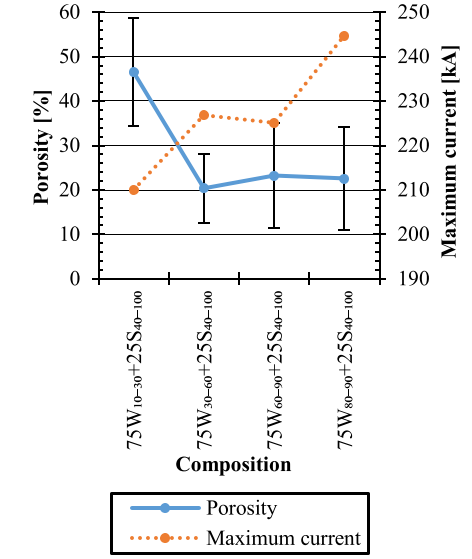 60
50
40
30
20
10
0
Porosity [%]
250
240
230
220
210
200
190
Maximum current [kA]
75W₁₀₋₃₀+25S₄₀₋₁₀₀
75W₃₀₋₆₀+25S₄₀₋₁₀₀
75W₆₀₋₉₀+25S₄₀₋₁₀₀
75W₈₀₋₉₀+25S₄₀₋₁₀₀
Composition
Porosity
Maximum current